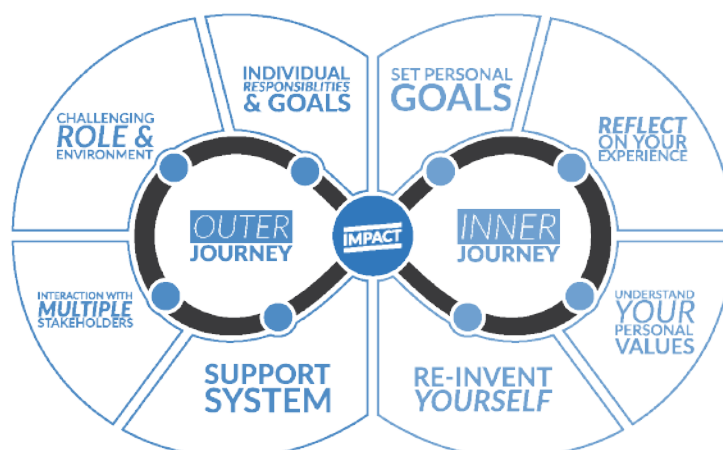 INDIVIDUAL
RESPONSIBLITIES
& GOALS
SET PERSONAL
GOALS
CHALLENGING
ROLE &
ENVIRONMENT
REFLECT
ON YOUR
EXPERIENCE
OUTER
JOURNEY
IMPACT
INNER
JOURNEY
INTERACTION WITH
MULTIPLE
STAKEHOLDERS
UNDERSTAND
YOUR
PERSONAL
VALUES
SUPPORT
SYSTEM
RE-INVENT
YOURSELF